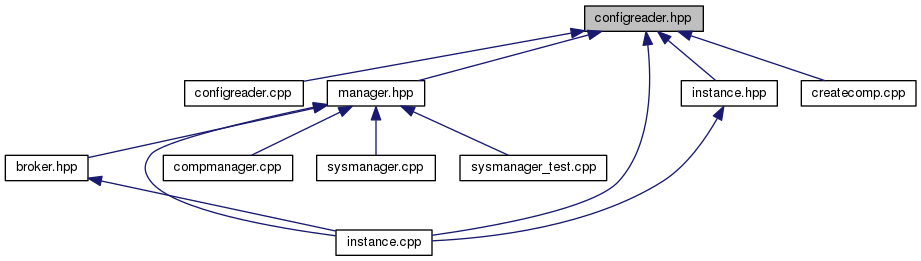 configreader.hpp
configreader.cpp
manager.hpp
instance.hpp
createcomp.cpp
broker.hpp
compmanager.cpp
sysmanager.cpp
sysmanager_test.cpp
instance.cpp